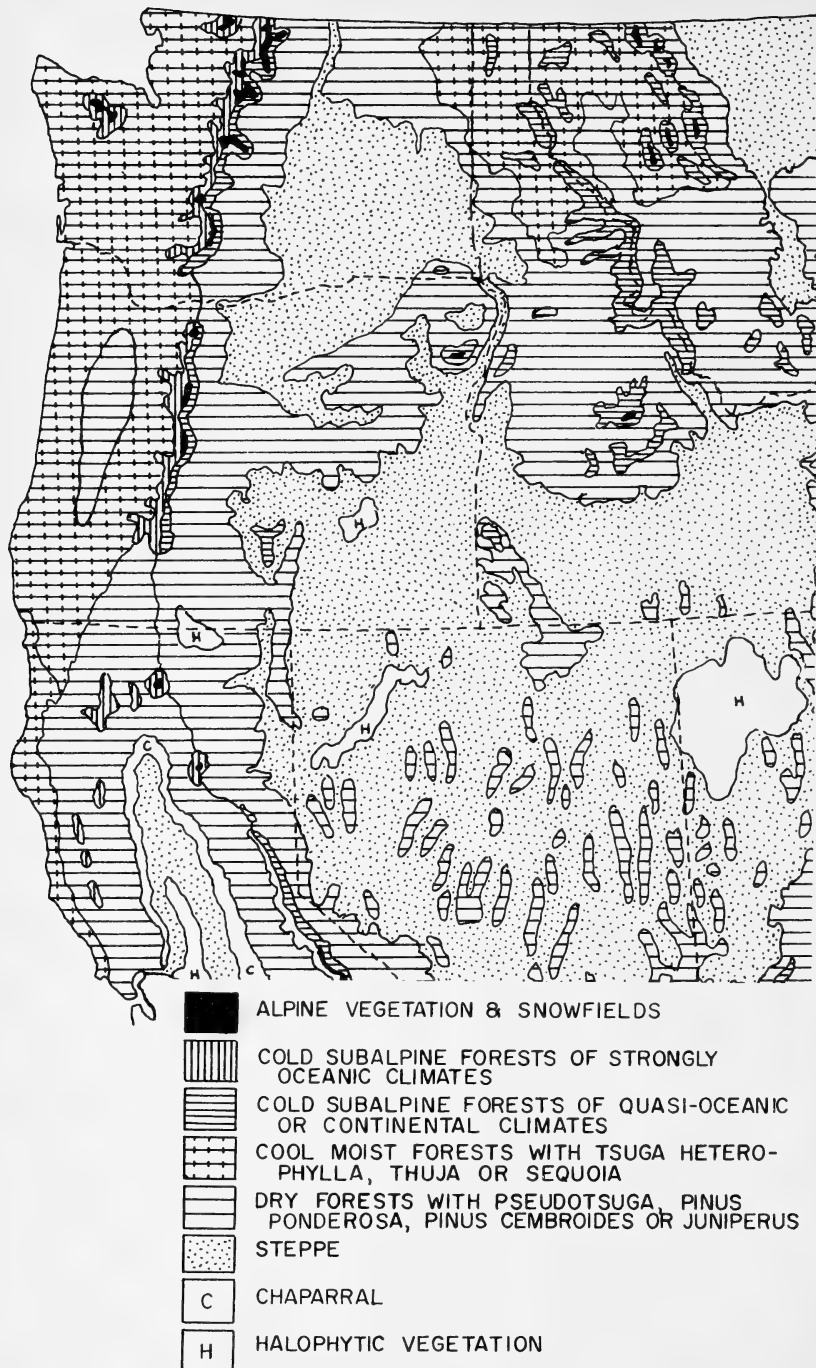 H
H
H
H
C
H
C
ALPINE VEGETATION & SNOWFIELDS
COLD SUBALPINE FORESTS OF STRONGLY
OCEANIC CLIMATES
COLD SUBALPINE FORESTS OF QUASI-OCEANIC
OR CONTINENTAL CLIMATES
COOL MOIST FORESTS WITH TSUGA HETERO-
PHYLLA, THUJA OR SEQUOIA
DRY FORESTS WITH PSEUDOTSUGA, PINUS
PONDEROSA, PINUS CEMBROIDES OR JUNIPERUS
STEPPE
C CHAPARRAL
H HALOPHYTIC VEGETATION